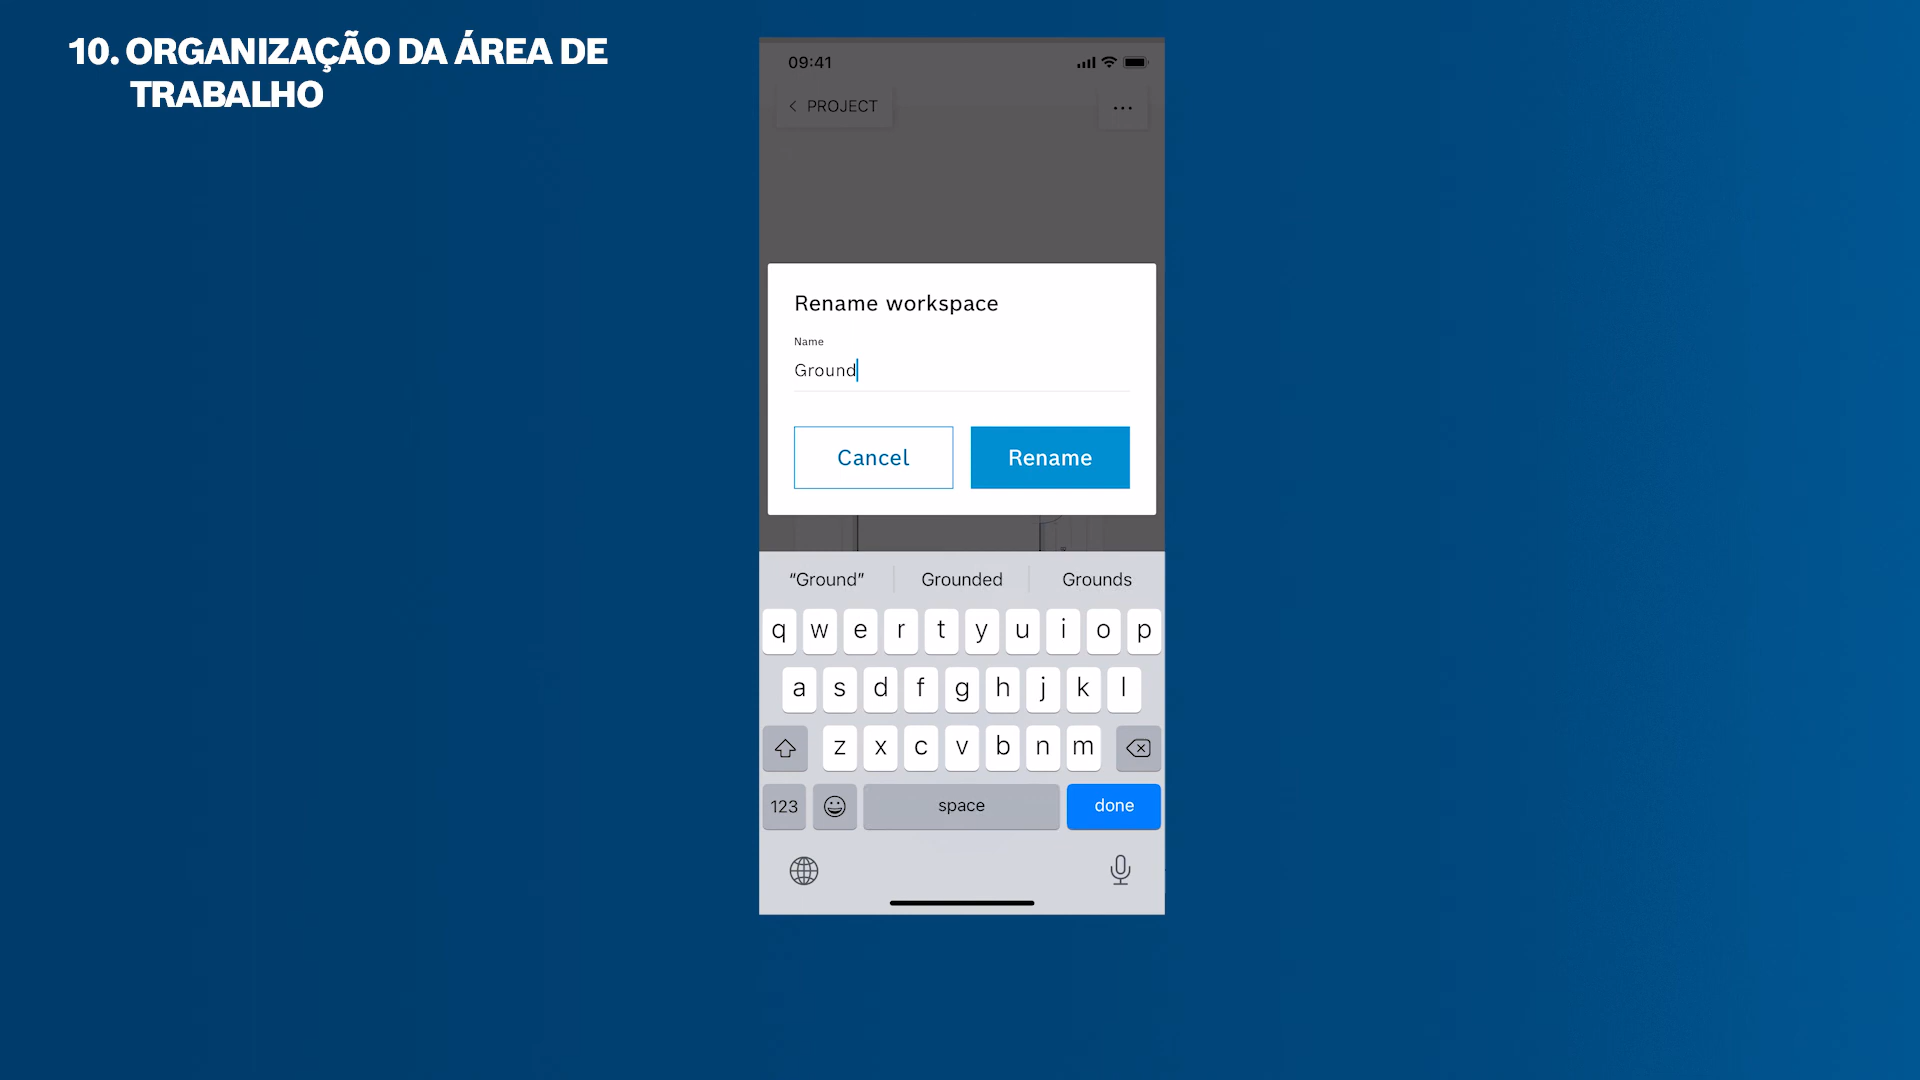 10. ORGANIZAÇÃO DA ÁREA DE
TRABALHO
09:41
PROJECT
Rename workspace
Name
Ground
Cancel
Rename
“Ground”
Grounded
Grounds
q w e r t y u i o p
a s d f g h j k l
z x c v b n m
123
space
done